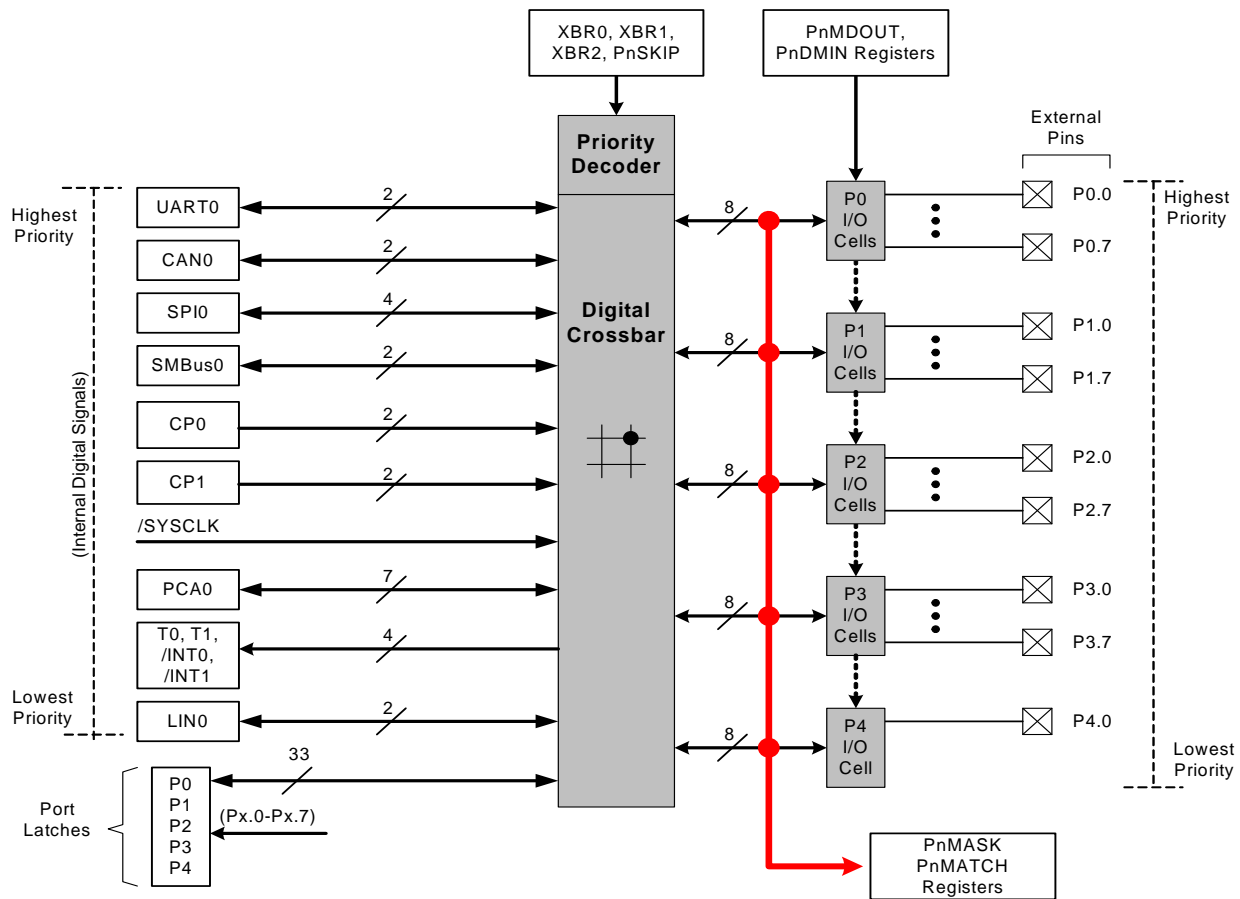 XBR0, XBR1,
XBR2, PnSKIP
PnMDOUT,
PnDMIN Registers
External
Pins
Priority
Decoder
Highest
Priority
UART0
2
8
P0
I/O
Cells
P0.0
P0.7
Highest
Priority
CAN0
2
SPI0
4
Digital
Crossbar
SMBus0
2
8
P1
I/O
Cells
P1.0
P1.7
(Internal Digital Signals)
CP0
2
CP1
2
8
P2
I/O
Cells
P2.0
P2.7
/SYSCLK
PCA0
7
8
P3
I/O
Cells
P3.0
P3.7
T0, T1,
/INT0,
/INT1
4
Lowest
Priority
LIN0
2
8
P4
I/O
Cell
P4.0
Lowest
Priority
Port
Latches
P0
P1
P2
P3
P4
33
(Px.0-Px.7)
PnMASK
PnMATCH
Registers